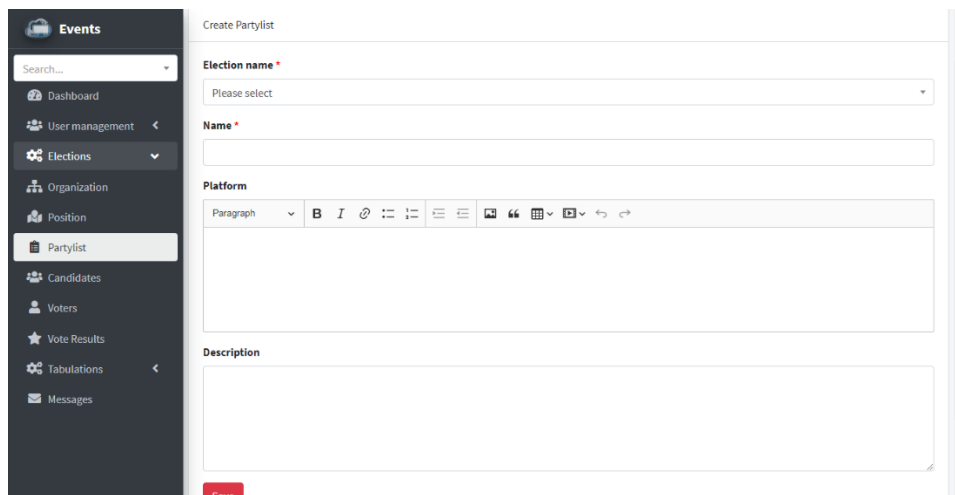 Events
Search...
Dashboard
User management
Elections
Organization
Position
Partylist
Candidates
Voters
Vote Results
Tabulations
Messages
Create Partylist
Election name *
Please select
Name *
Platform
Paragraph
B I
Description
Save